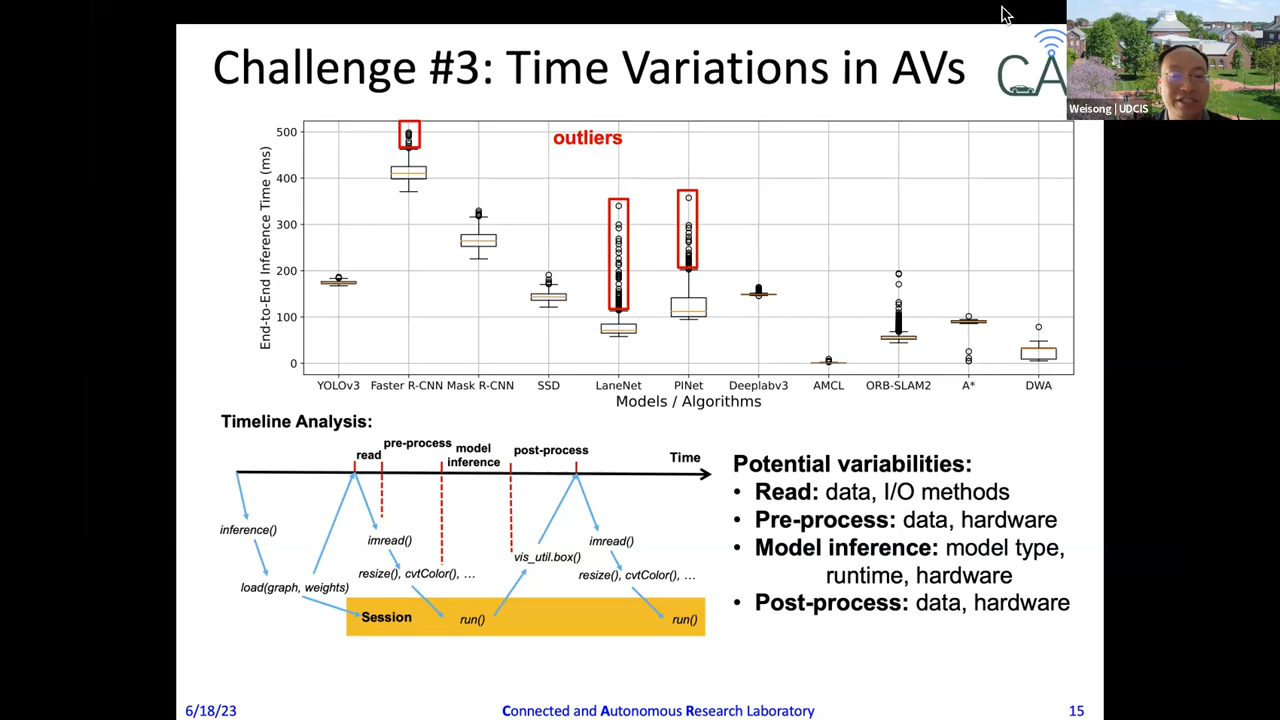 Challenge #3: Time Variations in AVs
CA
Weisong | UDCIS
outliers
End-to-End Inference Time (ms)
500
400
300
200
100
0
YOLOv3 Faster R-CNN Mask R-CNN SSD LaneNet PINet Deeplabv3 AMCL ORB-SLAM2 A* DWA
Models / Algorithms
Timeline Analysis:
read
pre-process
model
inference
post-process
Time
inference()
load(graph, weights)
imread()
resize(), cvtColor(), ...
vis_util.box()
imread()
resize(), cvtColor(), ...
Session
run()
run()
Potential variabilities:
• Read: data, I/O methods
• Pre-process: data, hardware
• Model inference: model type,
runtime, hardware
• Post-process: data, hardware
6/18/23
Connected and Autonomous Research Laboratory
15